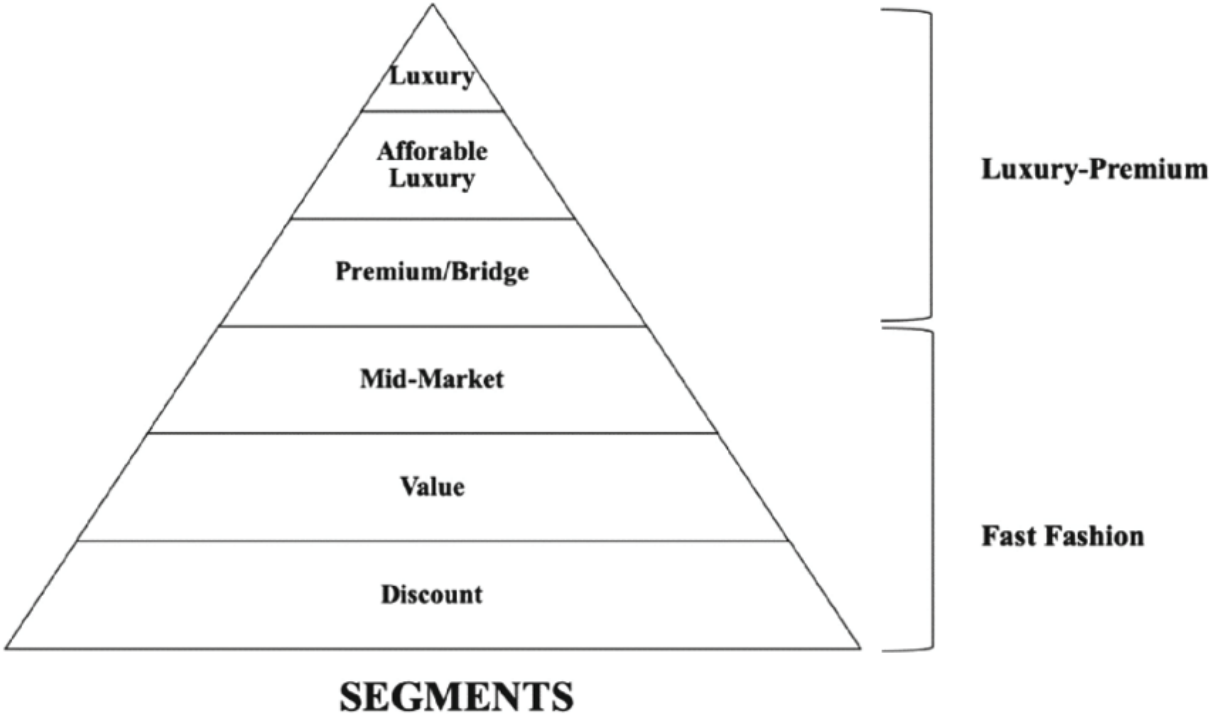 Luxury
Afforable
Luxury
Premium/Bridge
Mid-Market
Value
Discount
Luxury-Premium
Fast Fashion
SEGMENTS